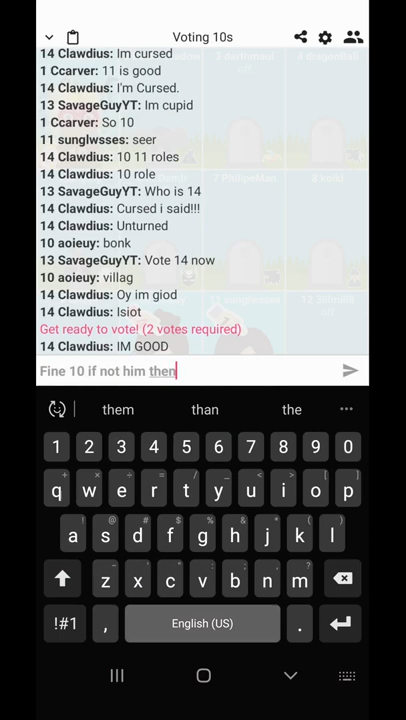 Voting 10s
14 Clawdius: Im cursed
1 Ccarver: 11 is good
14 Clawdius: I'm Cursed.
13 SavageGuyYT: Im cupid
1 Ccarver: So 10
11 sunglwsses: seer
14 Clawdius: 10 11 roles
14 Clawdius: 10 role
13 SavageGuyYT: Who is 14
14 Clawdius: Cursed i said!!!
14 Clawdius: Unturned
10 aoieuy: bonk
13 SavageGuyYT: Vote 14 now
10 aoieuy: villag
14 Clawdius: Oy im giod
14 Clawdius: Isiot
Get ready to vote! (2 votes required)
14 Clawdius: IM GOOD
Fine 10 if not him then
them than the
1 2 3 4 5 6 7 8 9 0
q w e r t y u i o p
a s d f g h j k l
z x c v b n m
!#1 , English (US) .